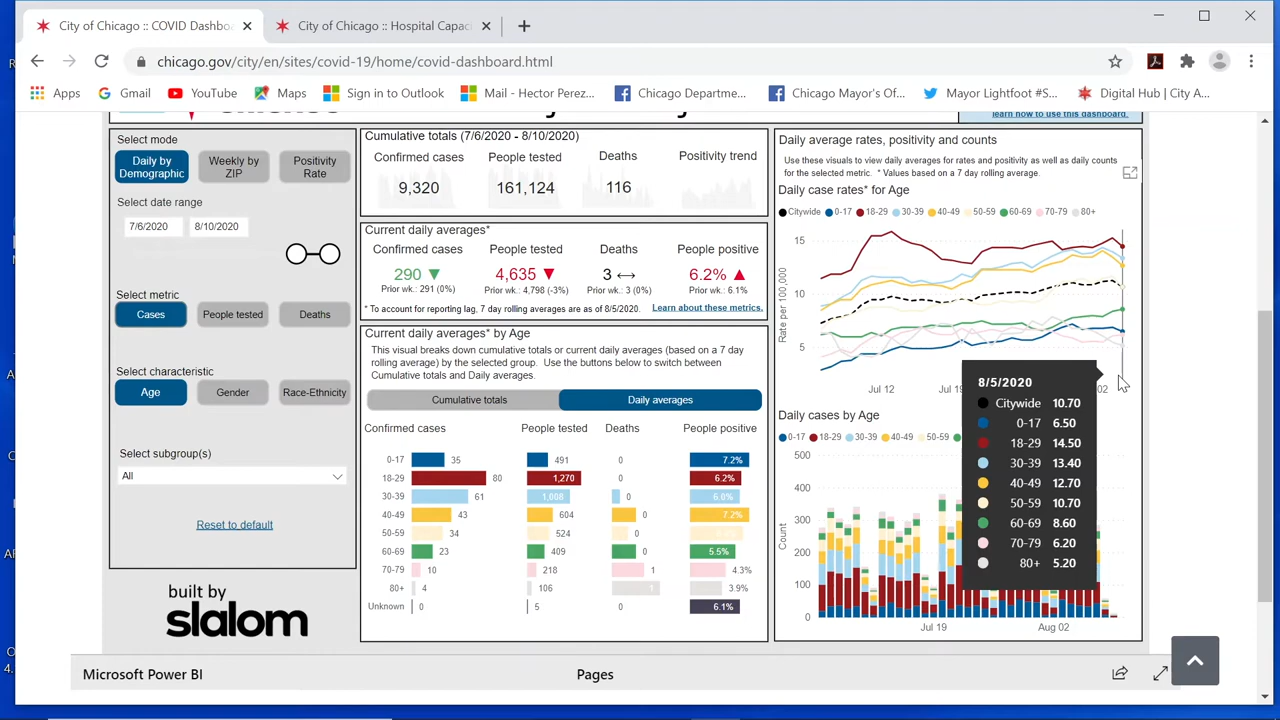 City of Chicago :: COVID Dashbo
City of Chicago :: Hospital Capac
chicago.gov/city/en/sites/covid-19/home/covid-dashboard.html
Apps Gmail YouTube Maps Sign in to Outlook Mail - Hector Perez... Chicago Departme... Chicago Mayor's Of... Mayor Lightfoot #S... Digital Hub | City A...
learn how to use this dashboard.
Select mode
Daily by Demographic
Weekly by ZIP
Positivity Rate
Select date range
7/6/2020 8/10/2020
Select metric
Cases People tested Deaths
Select characteristic
Age Gender Race-Ethnicity
Select subgroup(s)
All
Reset to default
built by
slalom
Cumulative totals (7/6/2020 - 8/10/2020)
Confirmed cases People tested Deaths Positivity trend
9,320 161,124 116
Current daily averages*
Confirmed cases People tested Deaths People positive
290 ▼ 4,635 ▼ 3 ↔ 6.2% ▲
Prior wk.: 291 (0%) Prior wk.: 4,798 (-3%) Prior wk.: 3 (0%) Prior wk.: 6.1%
* To account for reporting lag, 7 day rolling averages are as of 8/5/2020. Learn about these metrics.
Current daily averages* by Age
This visual breaks down cumulative totals or current daily averages (based on a 7 day
rolling average) by the selected group. Use the buttons below to switch between
Cumulative totals and Daily averages.
Cumulative totals Daily averages
Confirmed cases People tested Deaths People positive
0-17 35 491 0 7.2%
18-29 80 1,270 0 6.2%
30-39 61 1,008 0 6.0%
40-49 43 604 0 7.2%
50-59 34 524 0
60-69 23 409 0 5.5%
70-79 10 218 1 4.3%
80+ 4 106 1 3.9%
Unknown 0 5 0 6.1%
Daily average rates, positivity and counts
Use these visuals to view daily averages for rates and positivity as well as daily counts
for the selected metric. * Values based on a 7 day rolling average.
Daily case rates* for Age
Citywide 0-17 18-29 30-39 40-49 50-59 60-69 70-79 80+
Rate per 100,000
15
10
5
Jul 12 Jul 19 02
8/5/2020
Citywide 10.70
0-17 6.50
18-29 14.50
30-39 13.40
40-49 12.70
50-59 10.70
60-69 8.60
70-79 6.20
80+ 5.20
Daily cases by Age
0-17 18-29 30-39 40-49 50-59
Count
500
400
300
200
100
0
Jul 19 Aug 02
Microsoft Power BI Pages